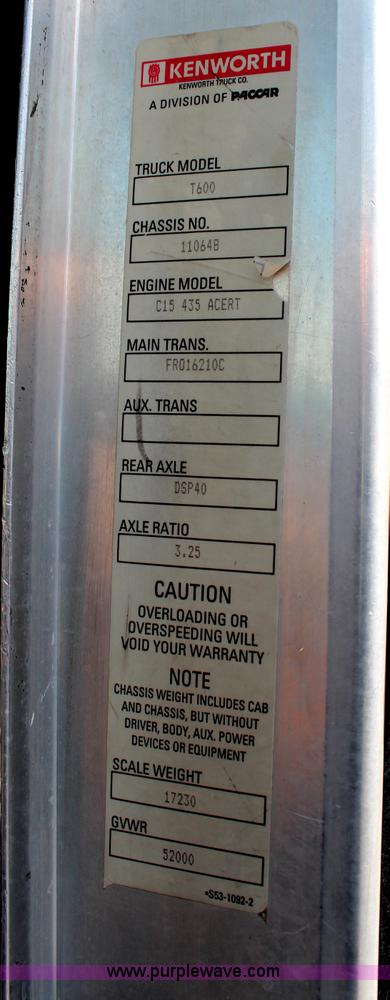 KENWORTH
KENWORTH TRUCK CO.
A DIVISION OF PACCAR
TRUCK MODEL
T600
CHASSIS NO.
110648
ENGINE MODEL
C15 435 ACERT
MAIN TRANS.
FRO16210C
AUX. TRANS
REAR AXLE
DSP40
AXLE RATIO
3.25
CAUTION
OVERLOADING OR
OVERSPEEDING WILL
VOID YOUR WARRANTY
NOTE
CHASSIS WEIGHT INCLUDES CAB
AND CHASSIS, BUT WITHOUT
DRIVER, BODY, AUX. POWER
DEVICES OR EQUIPMENT
SCALE WEIGHT
17230
GVWR
52000
*S53-1092-2
www.purplewave.com